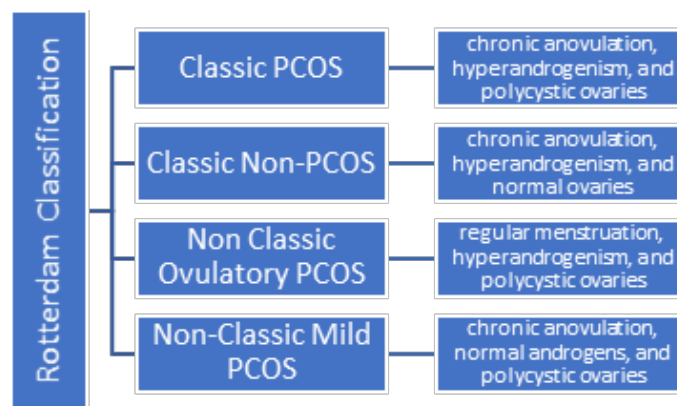 Rotterdam Classification
Classic PCOS
chronic anovulation,
hyperandrogenism, and
polycystic ovaries
Classic Non-PCOS
chronic anovulation,
hyperandrogenism, and
normal ovaries
Non Classic
Ovulatory PCOS
regular menstruation,
hyperandrogenism, and
polycystic ovaries
Non-Classic Mild
PCOS
chronic anovulation,
normal androgens, and
polycystic ovaries